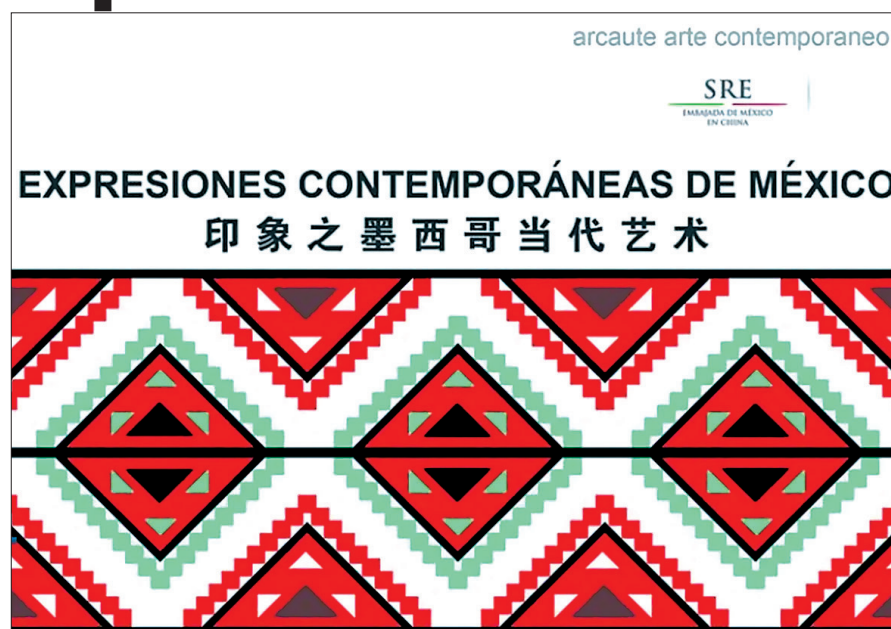 arcaute arte contemporaneo
SRE
EMBAJADA DE MÉXICO
EN CHINA
EXPRESIONES CONTEMPORÁNEAS DE MÉXICO
印象之墨西哥当代艺术